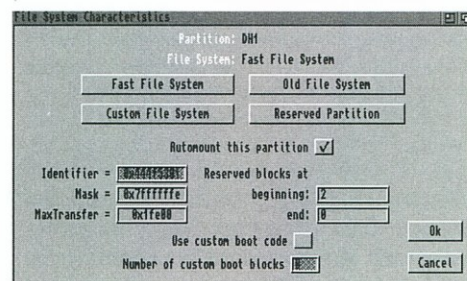 File System Characteristics
Partition: DH1
File System: Fast File System
Fast File System
Old File System
Custom File System
Reserved Partition
Automount this partition
Identifier = 0x444f5301 Reserved blocks at
Mask = 0x7ffffffe beginning: 2
MaxTransfer = 0x1fe00 end: 0
Use custom boot code
Ok
Number of custom boot blocks
Cancel